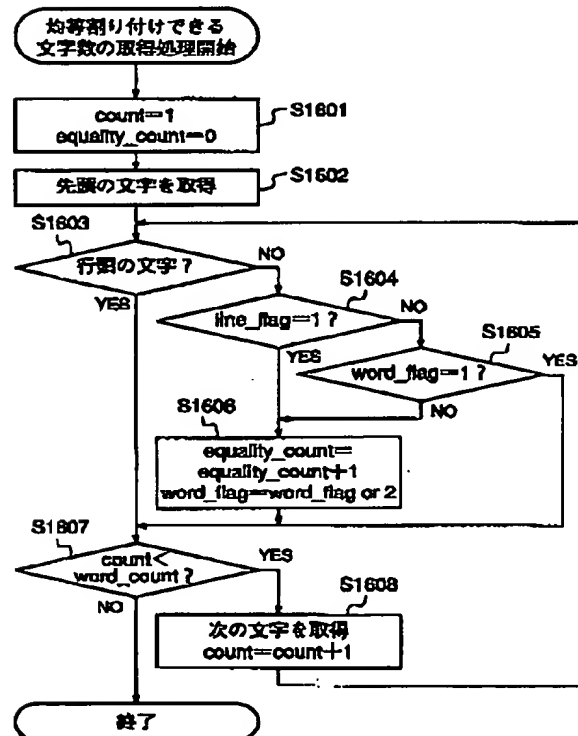 均等割り付けできる
文字数の取得処理開始
count=1
equality_count=0
S1601
先頭の文字を取得
S1602
S1603
行頭の文字?
NO
YES
S1604
line_flag=1?
NO
YES
S1605
word_flag=1?
YES
NO
S1606
equality_count=
equality_count+1
word_flag=word_flag or 2
S1607
count<
word_count?
YES
NO
S1608
次の文字を取得
count=count+1
終了